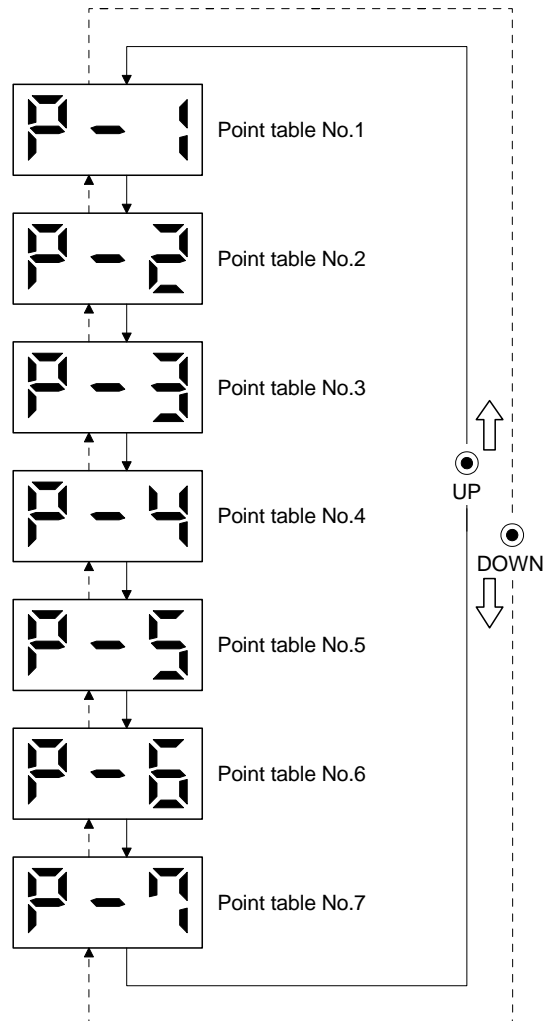 P - 1 Point table No.1
P - 2 Point table No.2
P - 3 Point table No.3
P - 4 Point table No.4
UP
DOWN
P - 5 Point table No.5
P - 6 Point table No.6
P - 7 Point table No.7